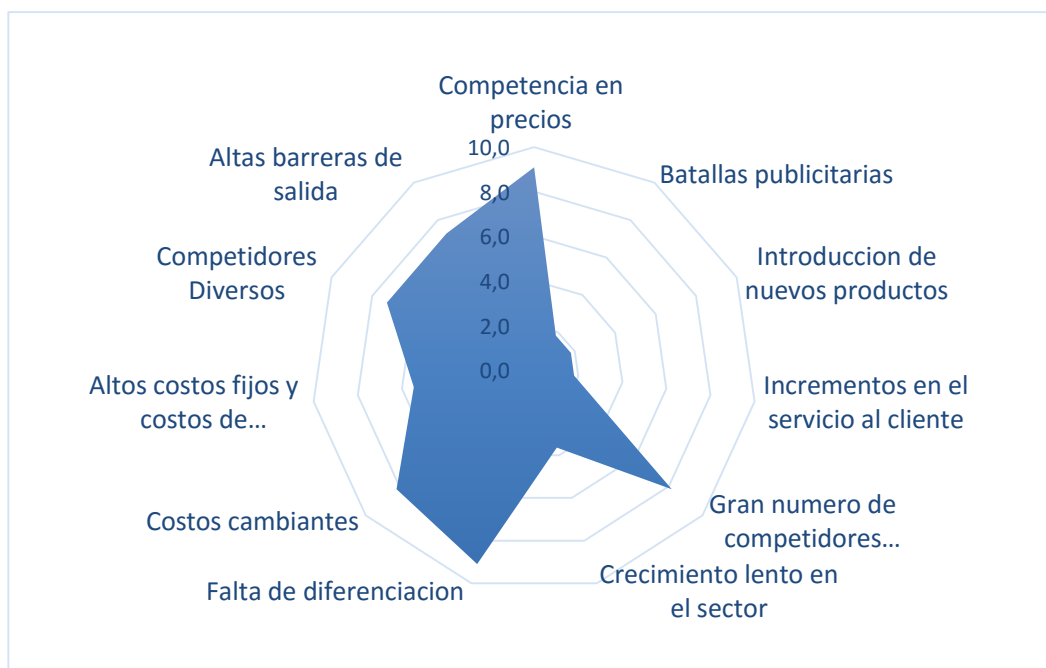 Competencia en
precios
Batallas publicitarias
Introduccion de
nuevos productos
Incrementos en el
servicio al cliente
Gran numero de
competidores…
Crecimiento lento en
el sector
Falta de diferenciacion
Costos cambiantes
Altos costos fijos y
costos de…
Competidores
Diversos
Altas barreras de
salida
10,0
8,0
6,0
4,0
2,0
0,0